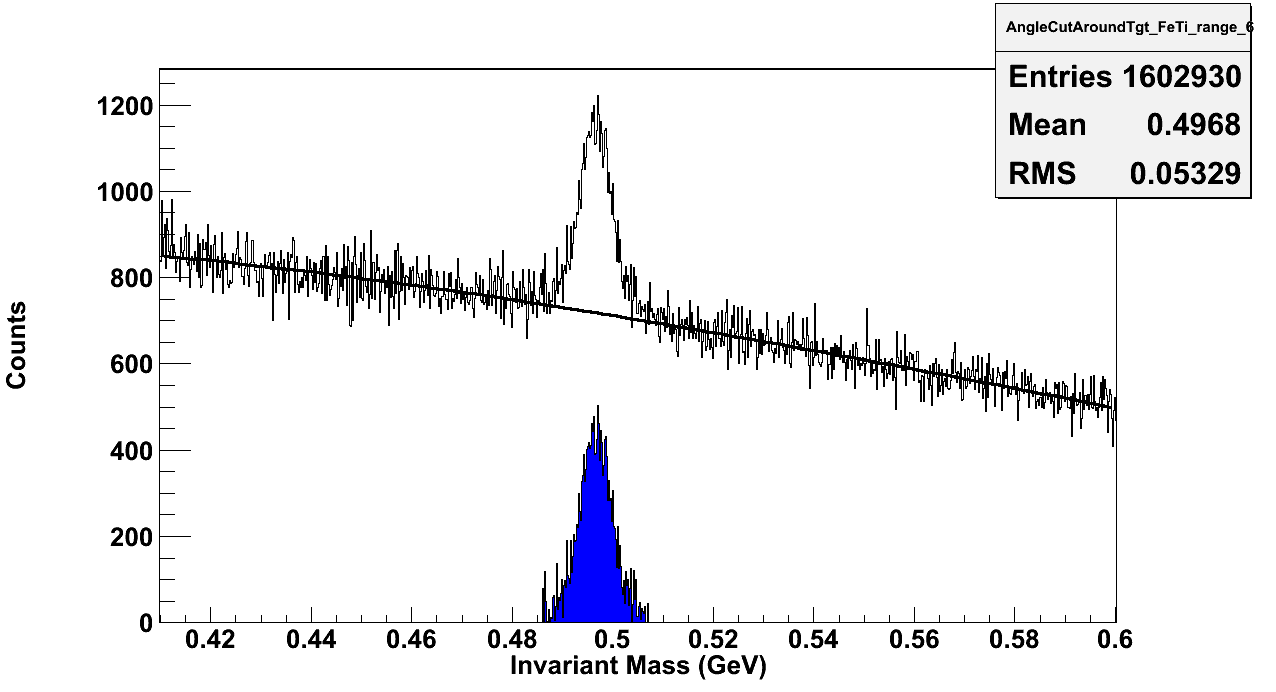 AngleCutAroundTgt_FeTi_range_6
Entries 1602930
Mean 0.4968
RMS 0.05329
1200
1000
800
600
400
200
0
Counts
0.42 0.44 0.46 0.48 0.5 0.52 0.54 0.56 0.58 0.6
Invariant Mass (GeV)